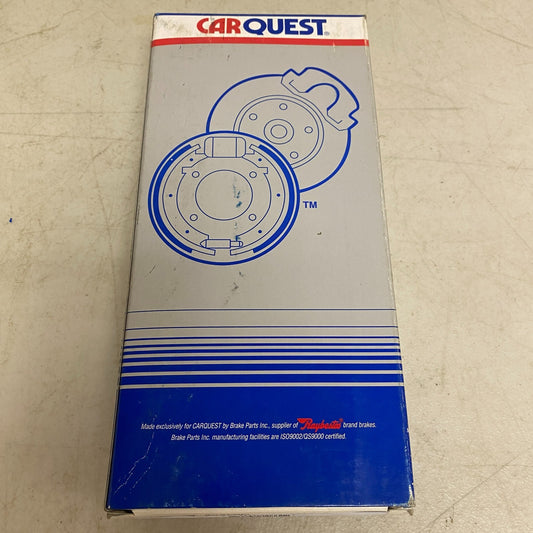 CARQUEST®
TM
Made exclusively for CARQUEST by Brake Parts Inc., supplier of Raybestos® brand brakes.
Brake Parts Inc. manufacturing facilities are ISO9002/QS9000 certified.